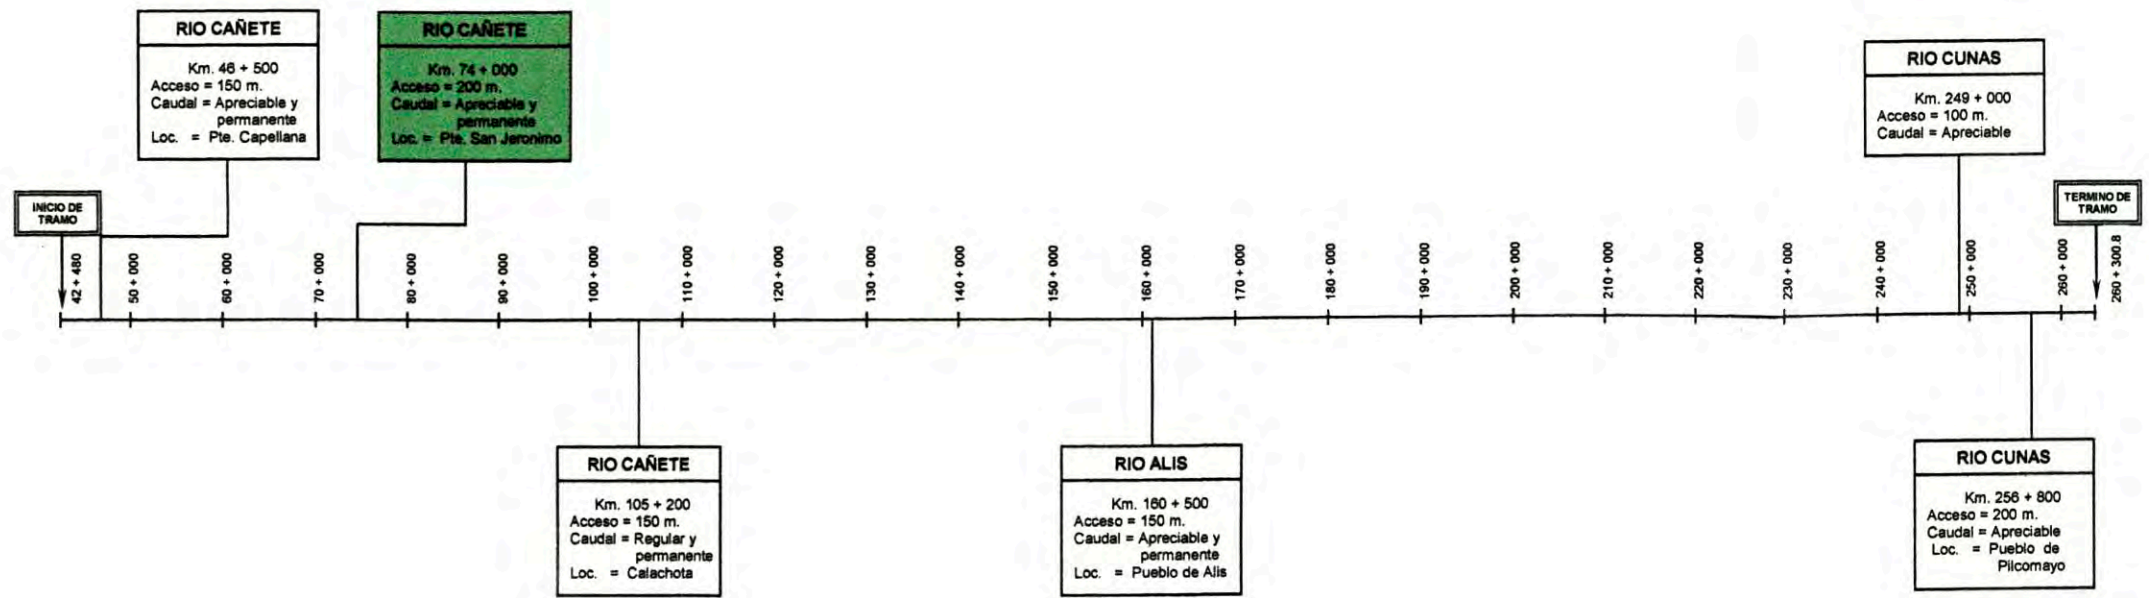 RIO CAÑETE
Km. 46 + 500
Acceso = 150 m.
Caudal = Apreciable y
permanente
Loc. = Pte. Capellana
RIO CAÑETE
Km. 74 + 000
Acceso = 200 m.
Caudal = Apreciable y
permanente
Loc. = Pte. San Jeronimo
RIO CUNAS
Km. 249 + 000
Acceso = 100 m.
Caudal = Apreciable
INICIO DE
TRAMO
TERMINO DE
TRAMO
42 + 480
50 + 000
60 + 000
70 + 000
80 + 000
90 + 000
100 + 000
110 + 000
120 + 000
130 + 000
140 + 000
150 + 000
160 + 000
170 + 000
180 + 000
190 + 000
200 + 000
210 + 000
220 + 000
230 + 000
240 + 000
250 + 000
260 + 000
260 + 300.8
RIO CAÑETE
Km. 105 + 200
Acceso = 150 m.
Caudal = Regular y
permanente
Loc. = Calachota
RIO ALIS
Km. 160 + 500
Acceso = 150 m.
Caudal = Apreciable y
permanente
Loc. = Pueblo de Alis
RIO CUNAS
Km. 256 + 800
Acceso = 200 m.
Caudal = Apreciable
Loc. = Pueblo de
Pilcomayo